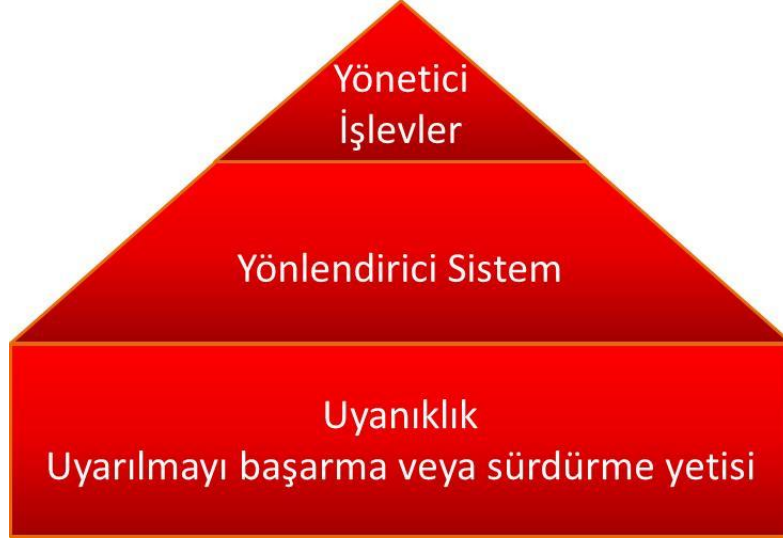 Yönetici
İşlevler
Yönlendirici Sistem
Uyanıklık
Uyarılmayı başarma veya sürdürme yetisi